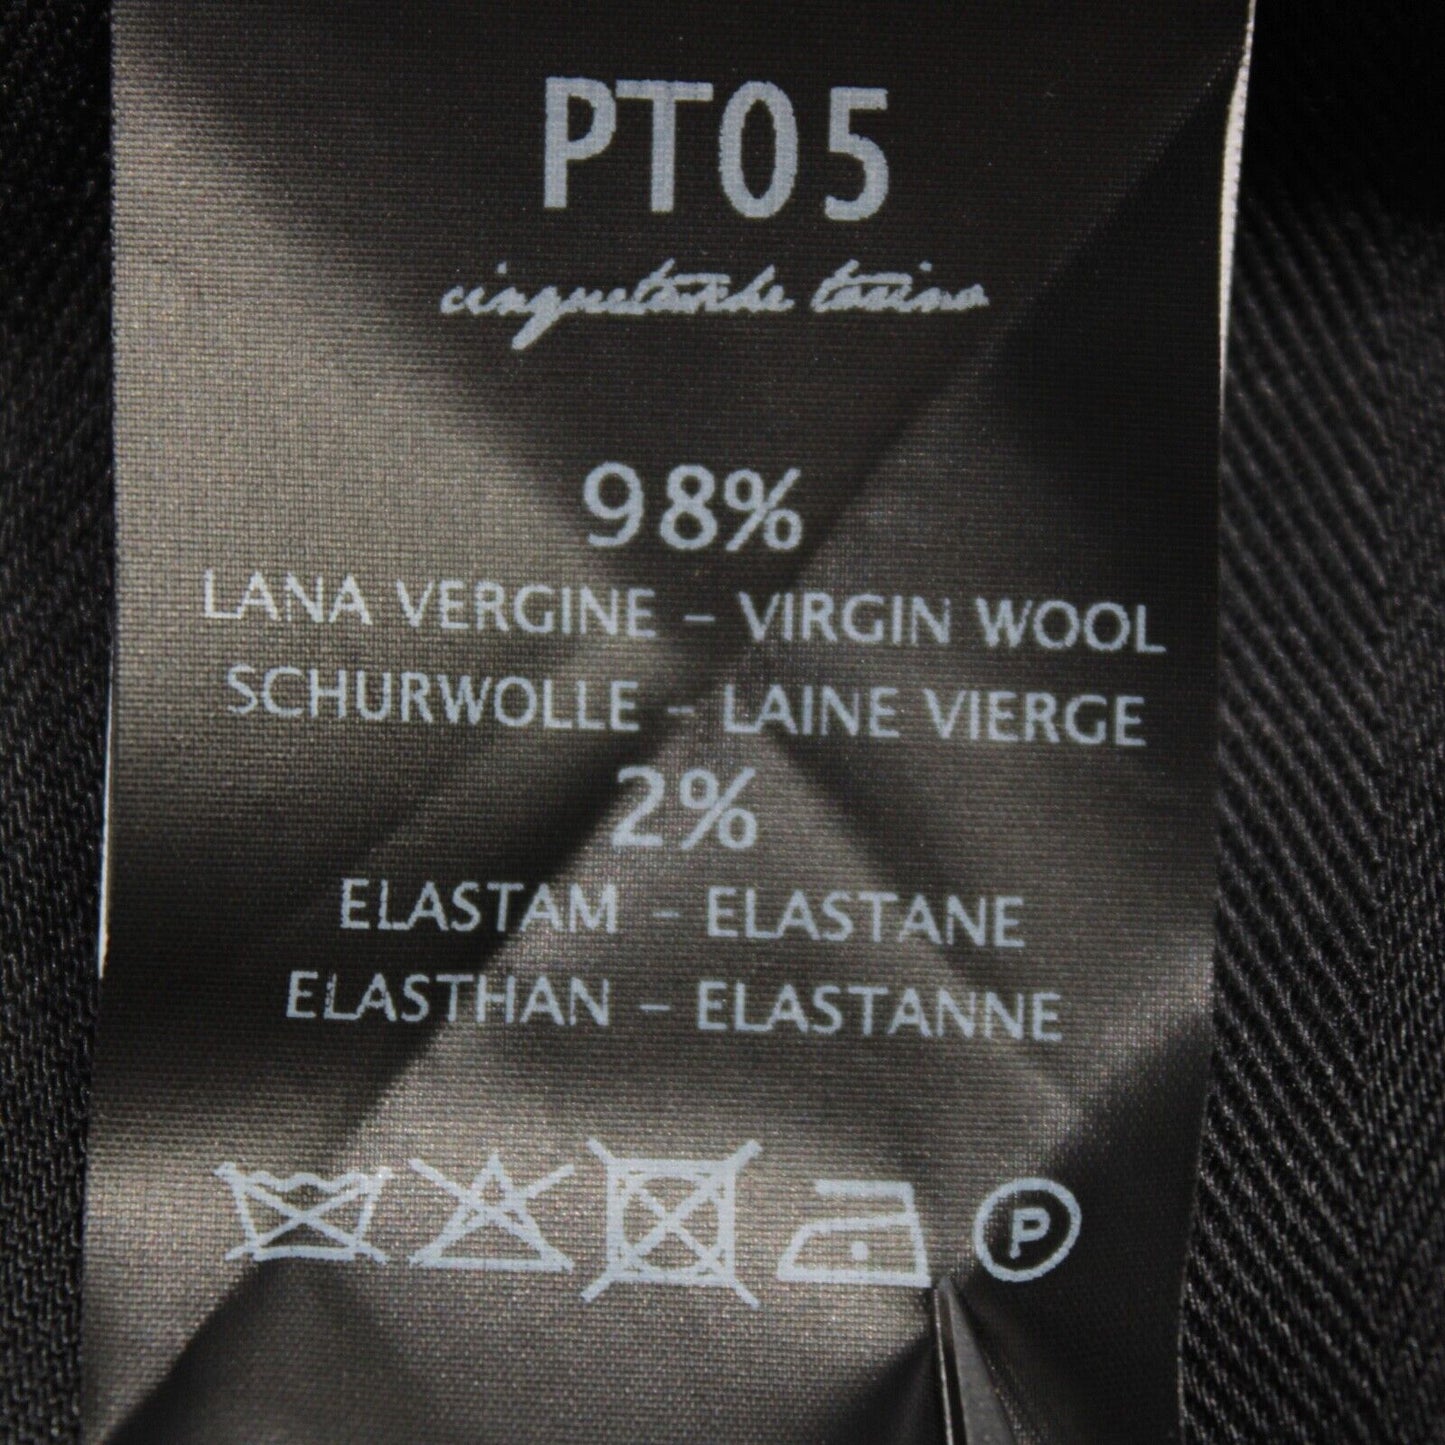 PT05
98%
LANA VERGINE – VIRGIN WOOL
SCHURWOLLE – LAINE VIERGE
2%
ELASTAM – ELASTANE
ELASTHAN – ELASTANNE
P